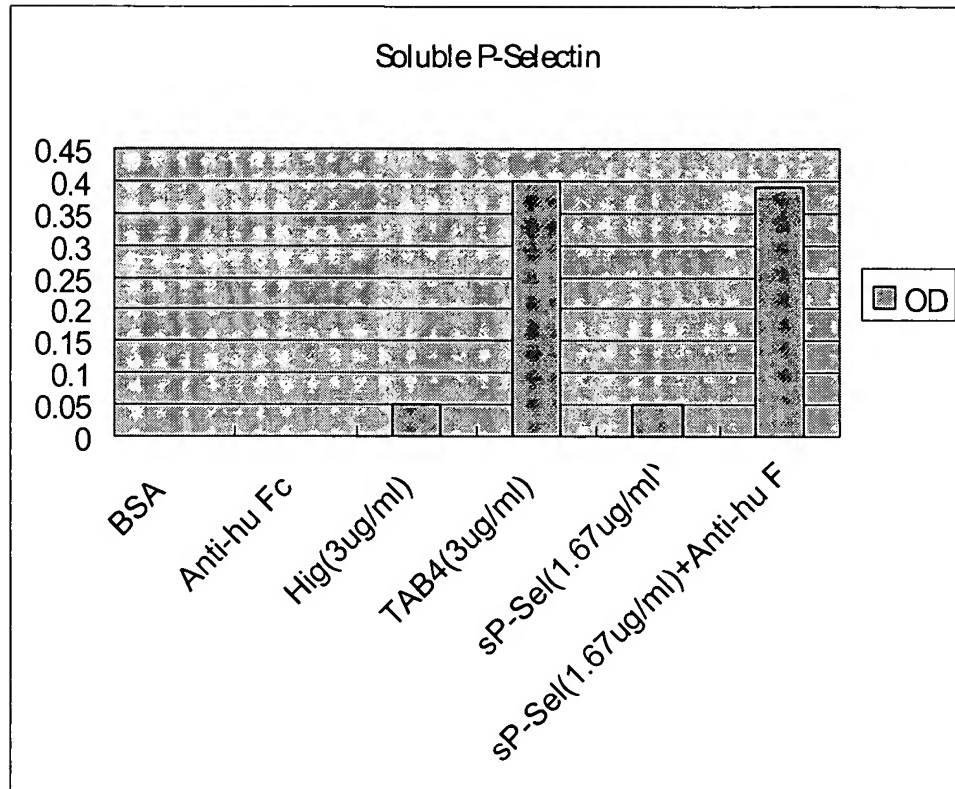 Soluble P-Selectin
0.45
0.4
0.35
0.3
0.25
0.2
0.15
0.1
0.05
0
OD
BSA
Anti-hu Fc
Hig(3ug/ml)
TAB4(3ug/ml)
sP-Sel(1.67ug/ml)
sP-Sel(1.67ug/ml)+Anti-hu F